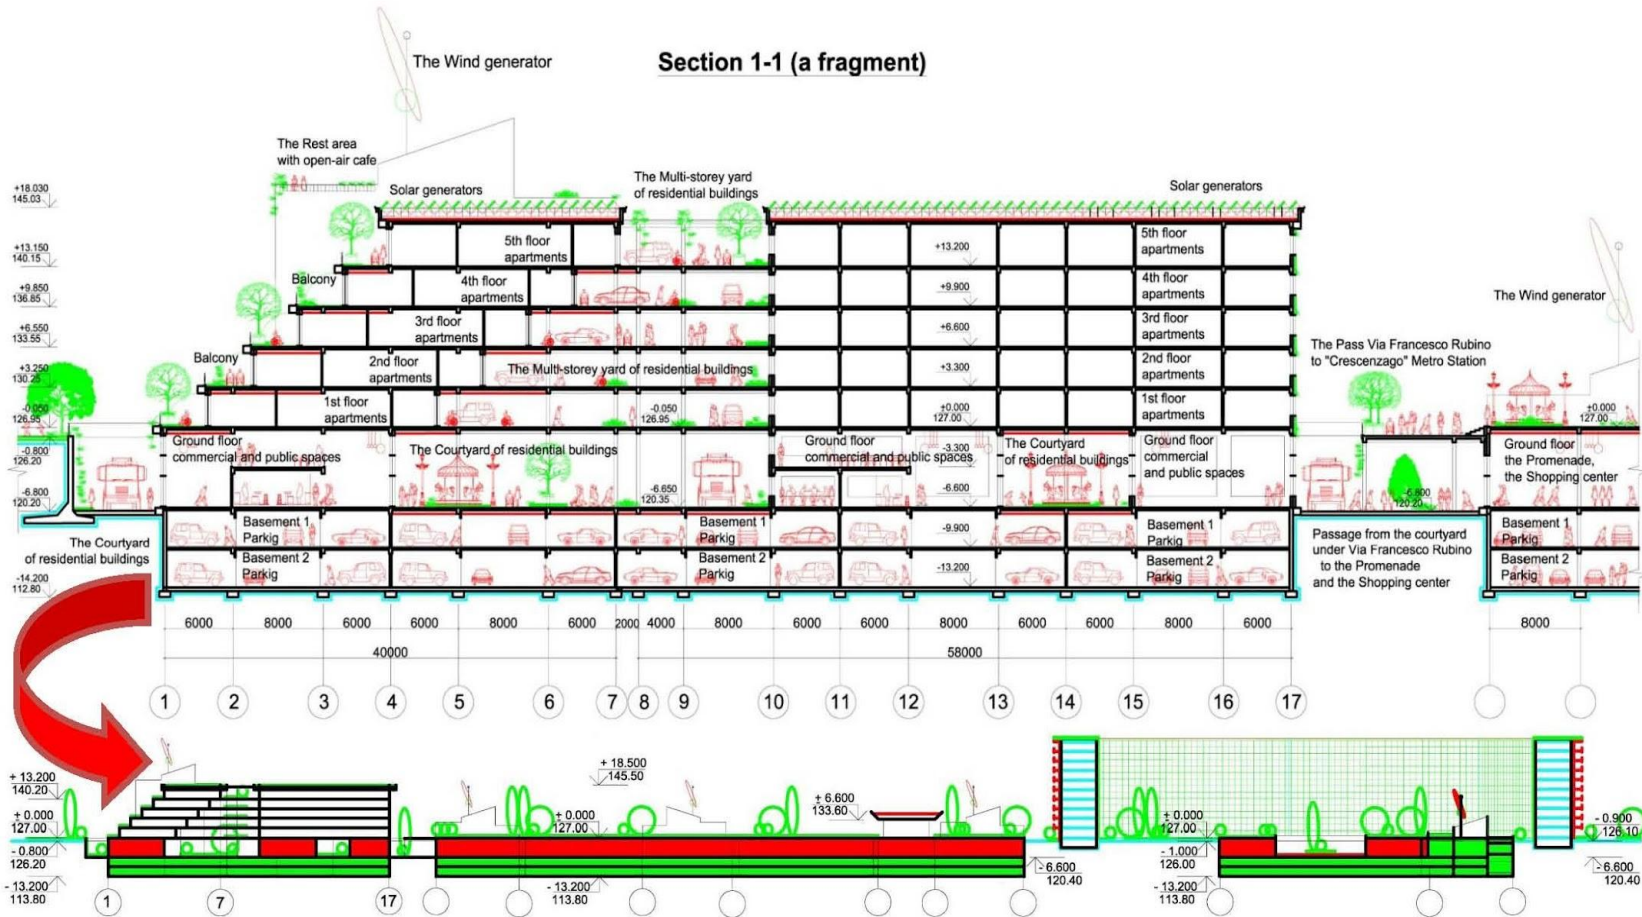 Section 1-1 (a fragment)
The Wind generator
The Rest area
with open-air cafe
Solar generators
The Multi-storey yard
of residential buildings
Solar generators
+18.030
145.03
+13.150
140.15
+9.850
136.85
+6.550
133.55
+3.250
130.25
-0.050
126.95
-0.800
126.20
-6.800
120.20
-14.200
112.80
5th floor
apartments
Balcony
4th floor
apartments
3rd floor
apartments
Balcony
2nd floor
apartments
The Multi-storey yard of residential buildings
1st floor
apartments
-0.050
126.95
+13.200
+9.900
+6.600
+3.300
±0.000
127.00
-3.300
-6.600
-9.900
-13.200
5th floor
apartments
4th floor
apartments
3rd floor
apartments
2nd floor
apartments
1st floor
apartments
The Wind generator
The Pass Via Francesco Rubino
to "Crescenzago" Metro Station
±0.000
127.00
Ground floor
commercial and public spaces
The Courtyard of residential buildings
-6.650
120.35
Ground floor
commercial and public spaces
The Courtyard
of residential buildings
Ground floor
commercial
and public spaces
-6.800
120.20
Ground floor
the Promenade,
the Shopping center
The Courtyard
of residential buildings
Basement 1
Parkig
Basement 2
Parkig
Basement 1
Parkig
Basement 2
Parkig
Basement 1
Parkig
Basement 2
Parkig
Passage from the courtyard
under Via Francesco Rubino
to the Promenade
and the Shopping center
Basement 1
Parkig
Basement 2
Parkig
6000 8000 6000 6000 8000 6000 2000 4000 8000 6000 6000 8000 6000 6000 8000 6000 8000
40000 58000
1 2 3 4 5 6 7 8 9 10 11 12 13 14 15 16 17
+ 13.200
140.20
± 0.000
127.00
- 0.800
126.20
- 13.200
113.80
1 7 17
+ 18.500
145.50
± 0.000
127.00
- 13.200
113.80
± 6.600
133.60
- 6.600
120.40
± 0.000
127.00
- 1.000
126.00
- 13.200
113.80
- 0.900
126.10
- 6.600
120.40